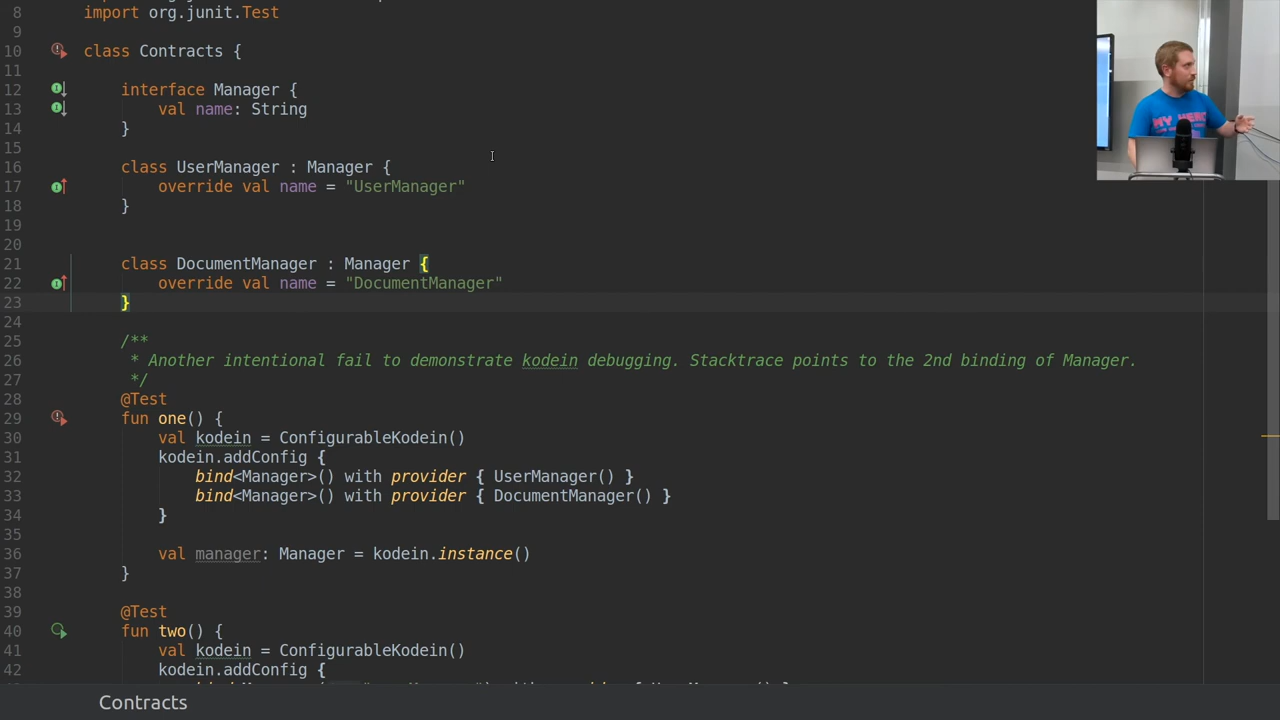 8 import org.junit.Test
9
10 class Contracts {
11
12 interface Manager {
13 val name: String
14 }
15
16 class UserManager : Manager {
17 override val name = "UserManager"
18 }
19
20
21 class DocumentManager : Manager {
22 override val name = "DocumentManager"
23 }
24
25 /**
26 * Another intentional fail to demonstrate kodein debugging. Stacktrace points to the 2nd binding of Manager.
27 */
28 @Test
29 fun one() {
30 val kodein = ConfigurableKodein()
31 kodein.addConfig {
32 bind<Manager>() with provider { UserManager() }
33 bind<Manager>() with provider { DocumentManager() }
34 }
35
36 val manager: Manager = kodein.instance()
37 }
38
39 @Test
40 fun two() {
41 val kodein = ConfigurableKodein()
42 kodein.addConfig {
Contracts
MY HERO